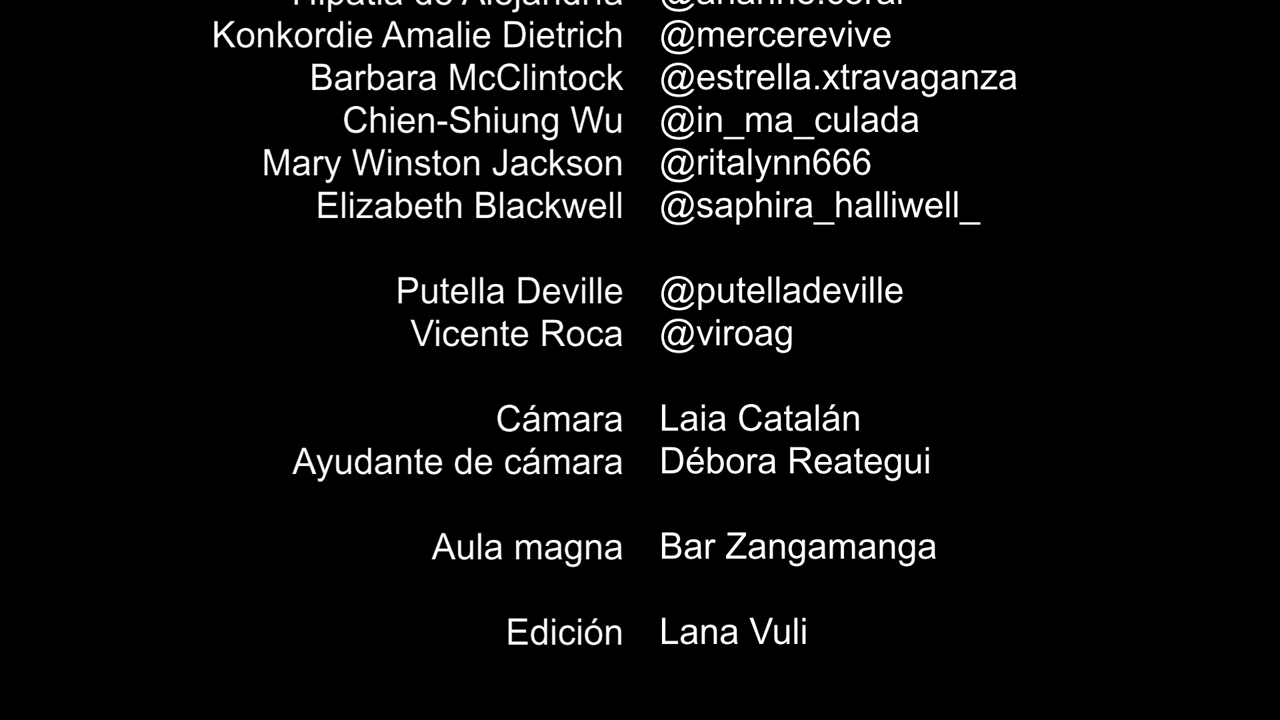 Konkordie Amalie Dietrich @mercerevive
Barbara McClintock @estrella.xtravaganza
Chien-Shiung Wu @in_ma_culada
Mary Winston Jackson @ritalynn666
Elizabeth Blackwell @saphira_halliwell_
Putella Deville @putelladeville
Vicente Roca @viroag
Cámara Laia Catalán
Ayudante de cámara Débora Reategui
Aula magna Bar Zangamanga
Edición Lana Vuli